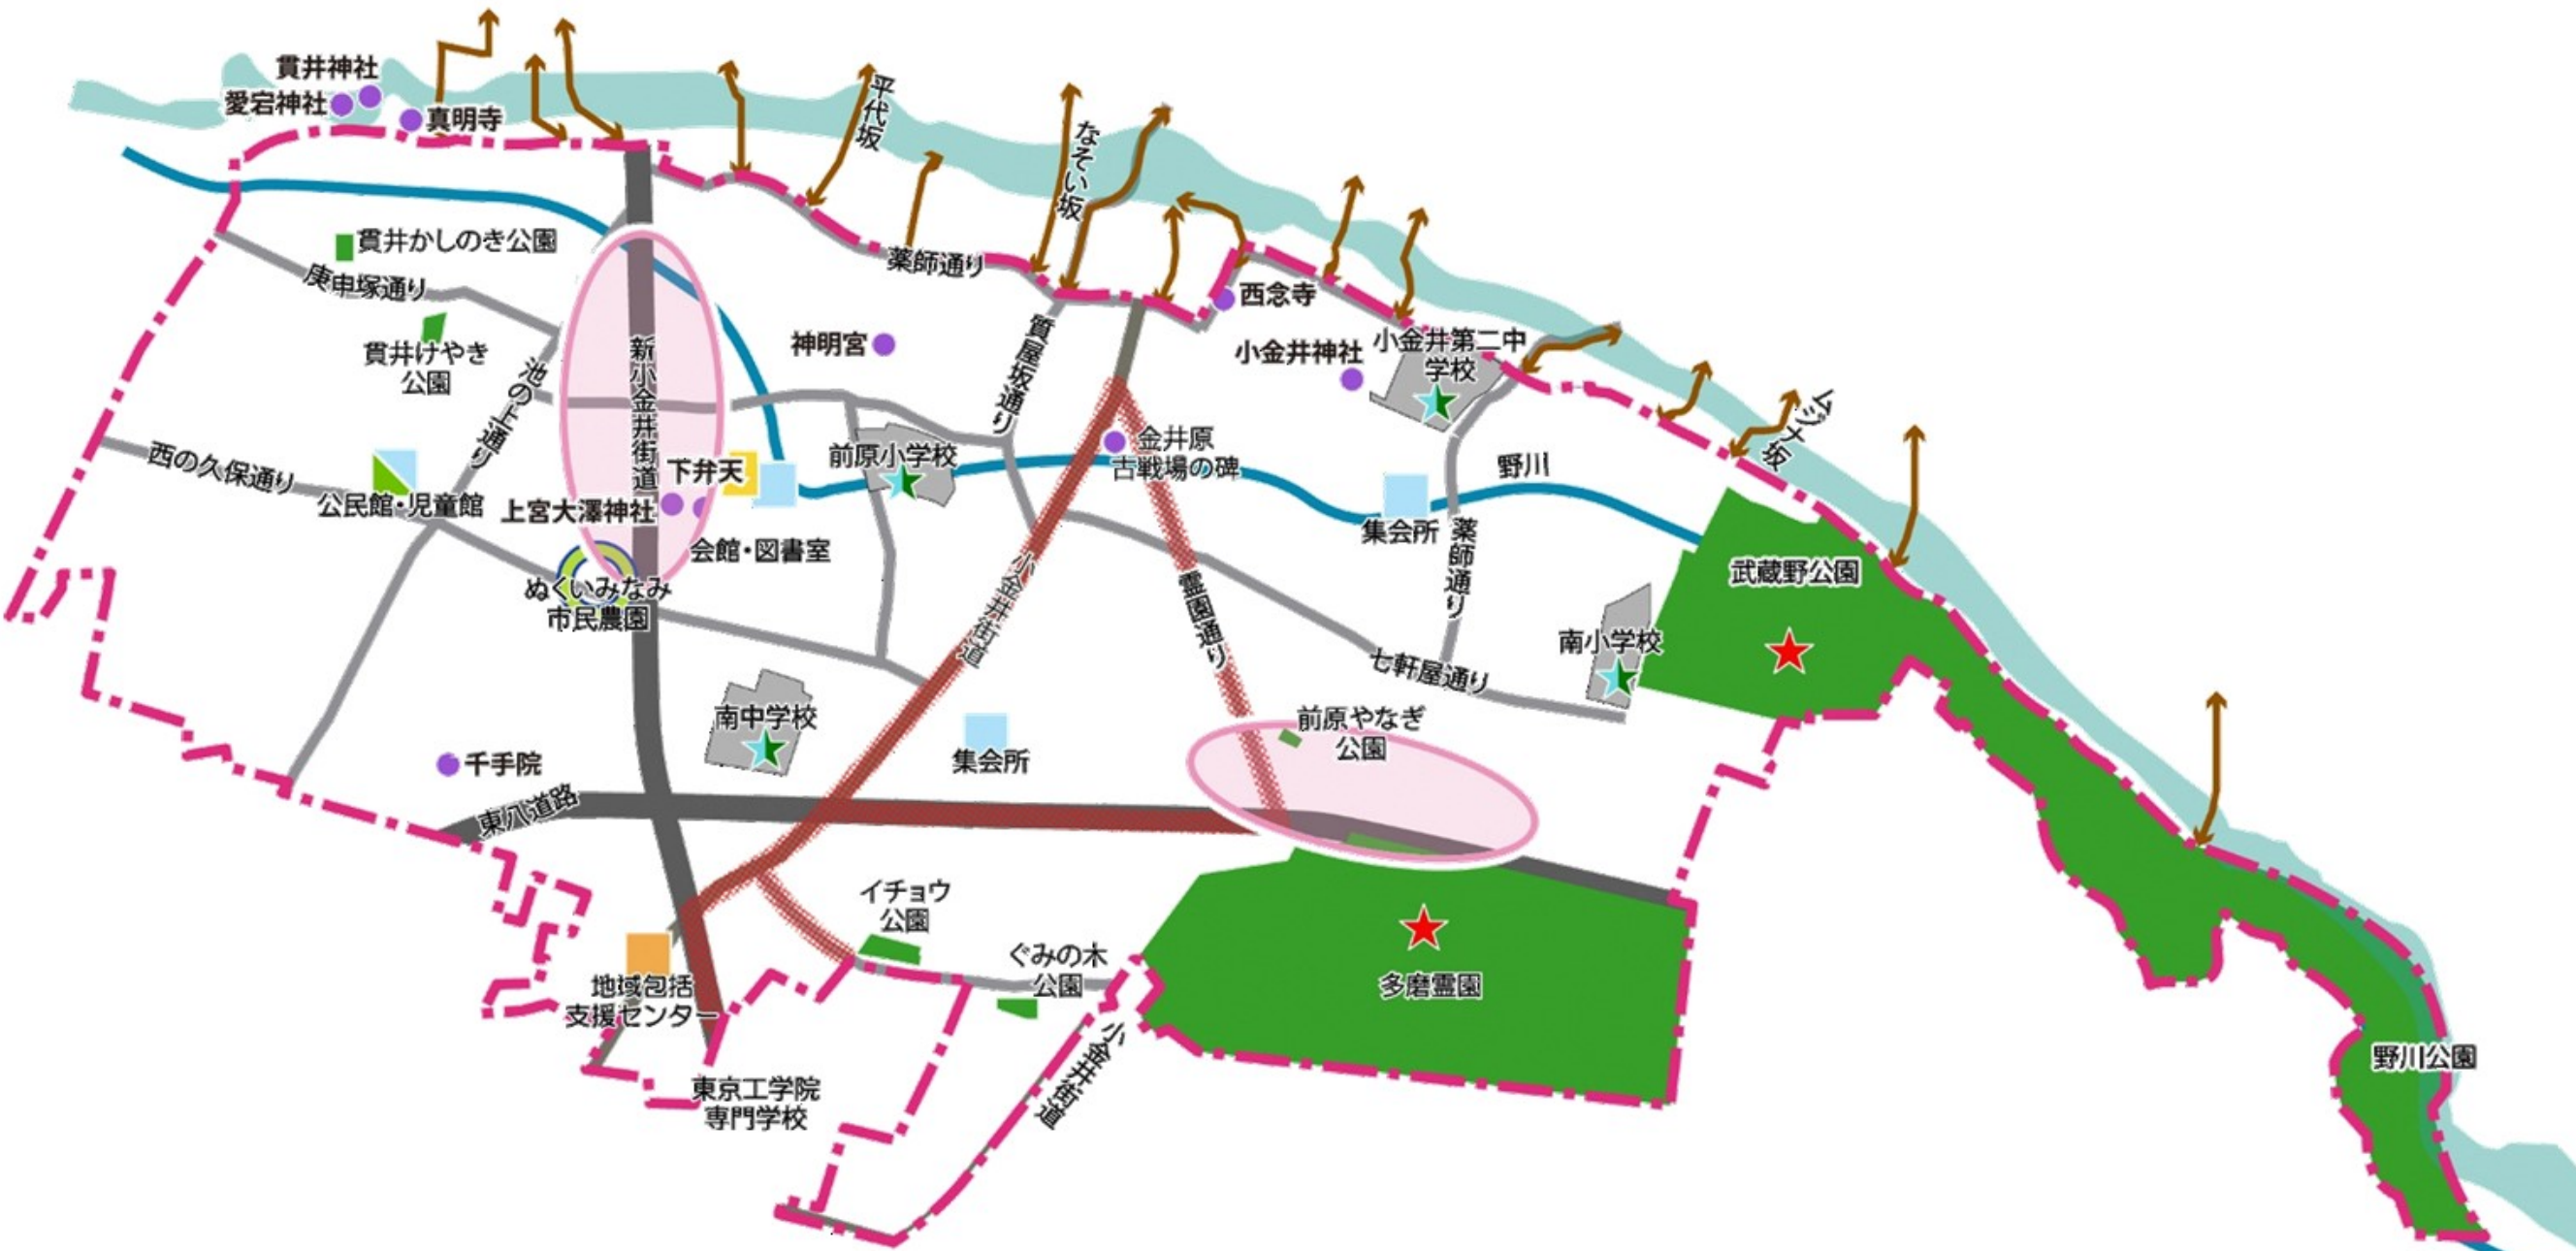 貫井神社
愛宕神社
真明寺
平代坂
なそい坂
貫井かしのき公園
庚申塚通り
薬師通り
西念寺
貫井けやき
公園
池の上通り
新小金井街道
神明宮
質屋坂通り
小金井神社
小金井第二中
学校
ムジナ坂
西の久保通り
公民館・児童館
上宮大澤神社
下弁天
前原小学校
金井原
古戦場の碑
野川
集会所
薬師通り
会館・図書室
ぬくいみなみ
市民農園
小金井街道
霊園通り
武蔵野公園
南小学校
七軒屋通り
南中学校
千手院
集会所
前原やなぎ
公園
東八道路
イチョウ
公園
ぐみの木
公園
多磨霊園
地域包括
支援センター
小金井街道
東京工学院
専門学校
野川公園